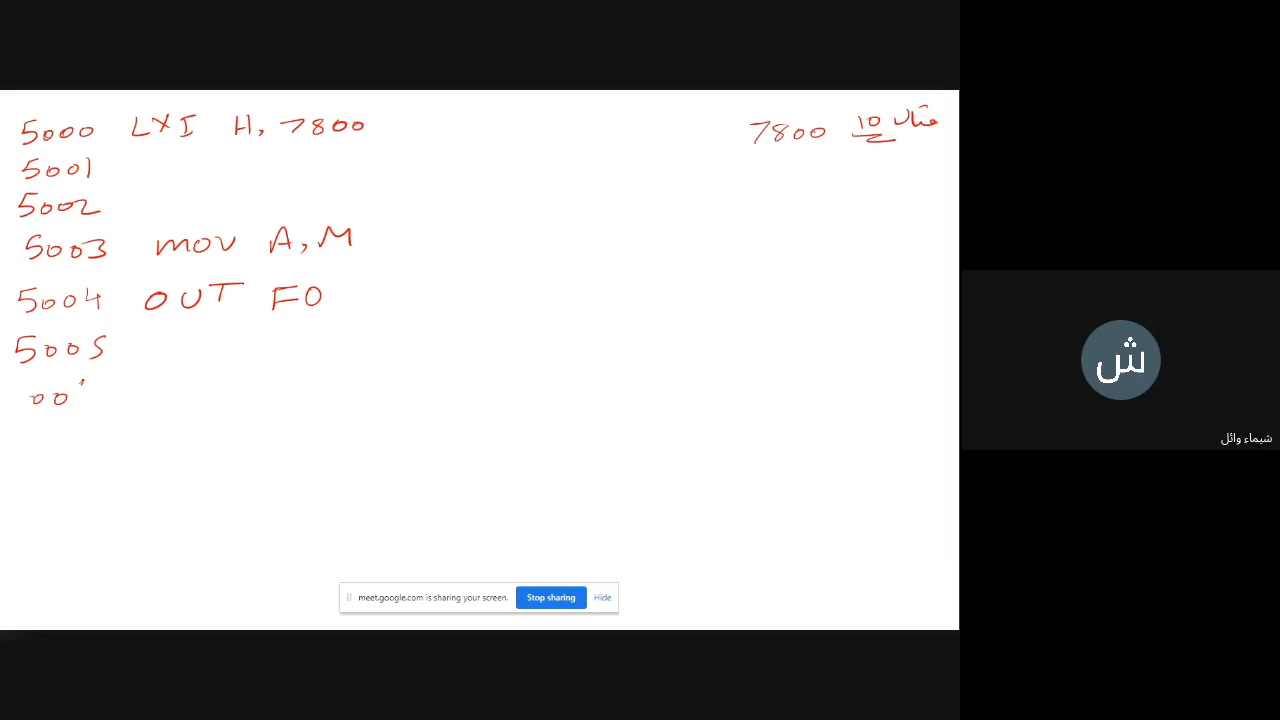 5000 LXI H, 7800
7800 مثال 10
5001
5002
5003 MOV A, M
5004 OUT F0
5005
00
ش
شيماء وائل
meet.google.com is sharing your screen. Stop sharing Hide